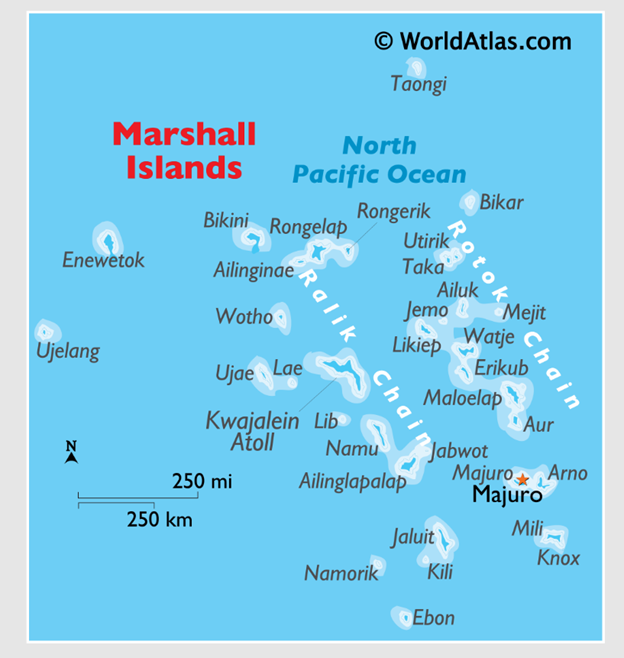 © WorldAtlas.com
Taongi
Marshall
Islands
North
Pacific Ocean
Bikar
Rongerik
Bikini
Rongelap
Utirik
Enewetok
Ailinginae
Taka
Rotok Chain
Ralik Chain
Ailuk
Jemo
Mejit
Wotho
Likiep
Watje
Ujelang
Ujae
Lae
Erikub
Maloelap
Kwajalein
Atoll
Lib
Aur
Namu
Jabwot
Ailinglapalap
Majuro
Arno
Majuro
N
250 mi
250 km
Jaluit
Mili
Knox
Namorik
Kili
Ebon